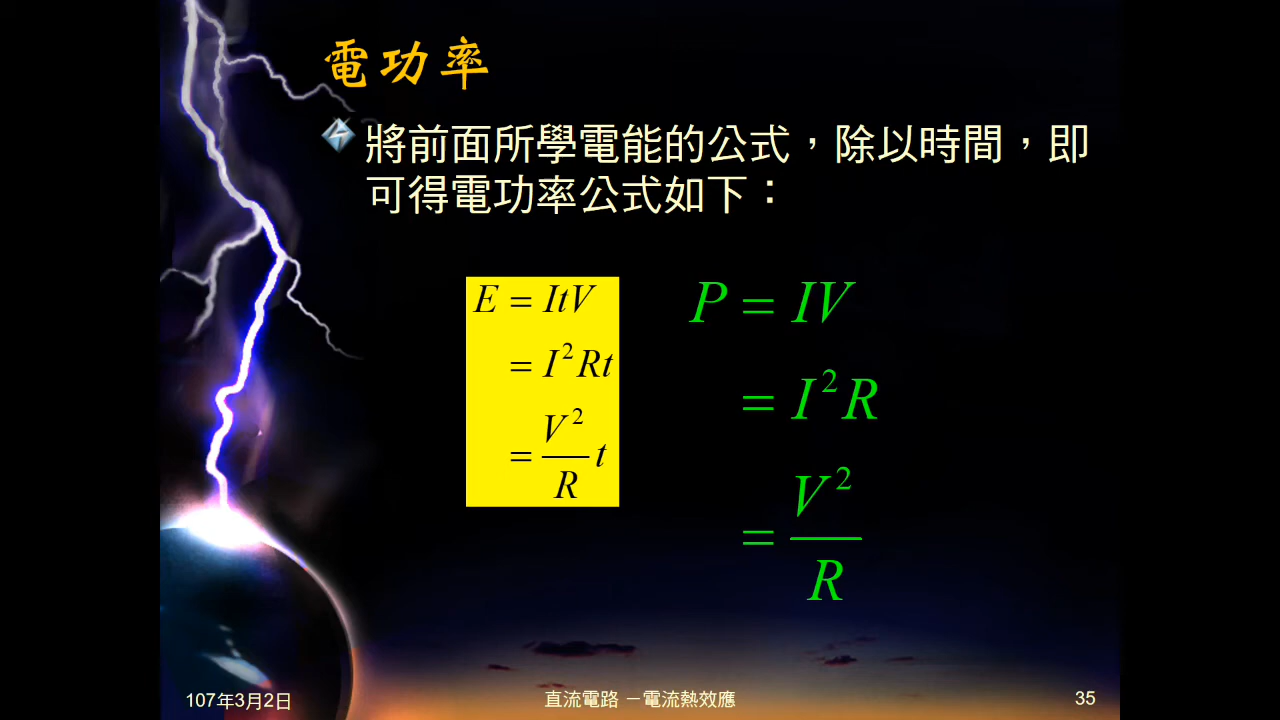 電功率
將前面所學電能的公式，除以時間，即
可得電功率公式如下：
E = ItV
= I²Rt
= V²/R t
P = IV
= I²R
= V²/R
107年3月2日
直流電路 －電流熱效應
35